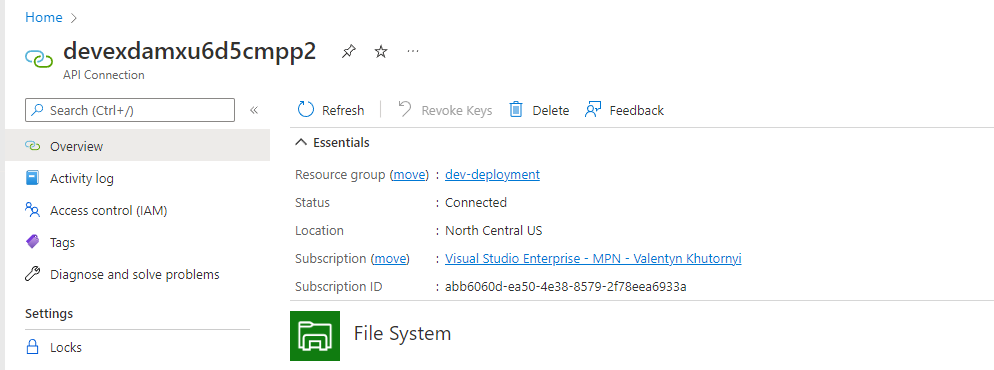 Home
devexdamxu6d5cmpp2
API Connection
Search (Ctrl+/)
Overview
Activity log
Access control (IAM)
Tags
Diagnose and solve problems
Settings
Locks
Refresh Revoke Keys Delete Feedback
Essentials
Resource group (move) : dev-deployment
Status : Connected
Location : North Central US
Subscription (move) : Visual Studio Enterprise - MPN - Valentyn Khutornyi
Subscription ID : abb6060d-ea50-4e38-8579-2f78eea6933a
File System